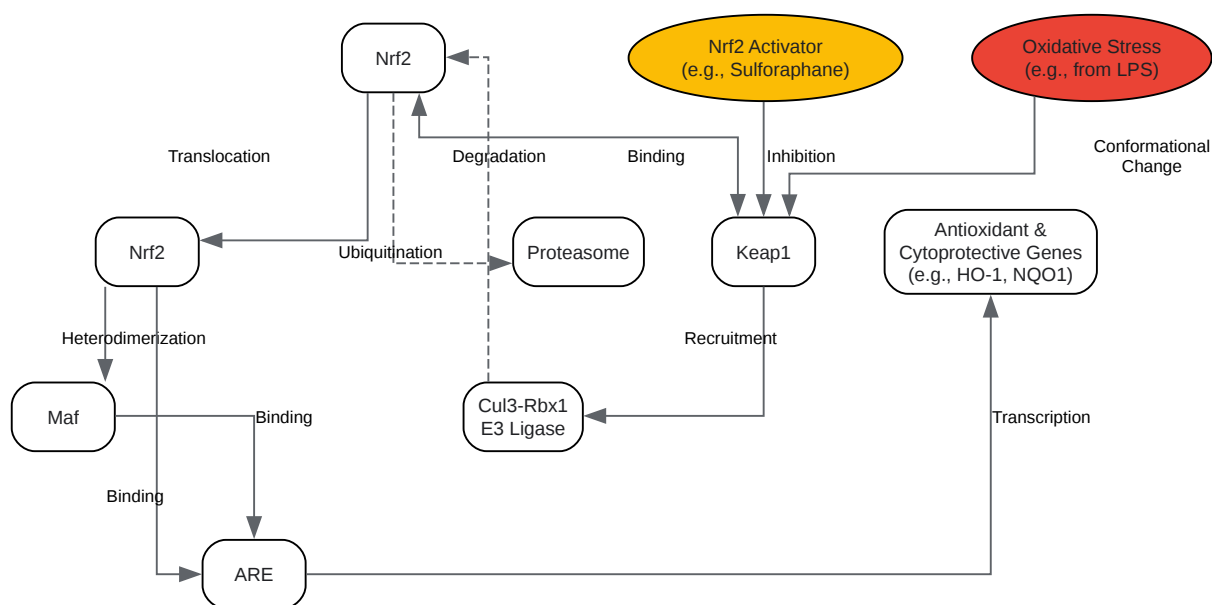 Nrf2
Nrf2 Activator
(e.g., Sulforaphane)
Oxidative Stress
(e.g., from LPS)
Translocation
Degradation
Binding
Inhibition
Conformational
Change
Nrf2
Ubiquitination
Proteasome
Keap1
Antioxidant &
Cytoprotective Genes
(e.g., HO-1, NQO1)
Heterodimerization
Recruitment
Maf
Binding
Cul3-Rbx1
E3 Ligase
Transcription
Binding
ARE